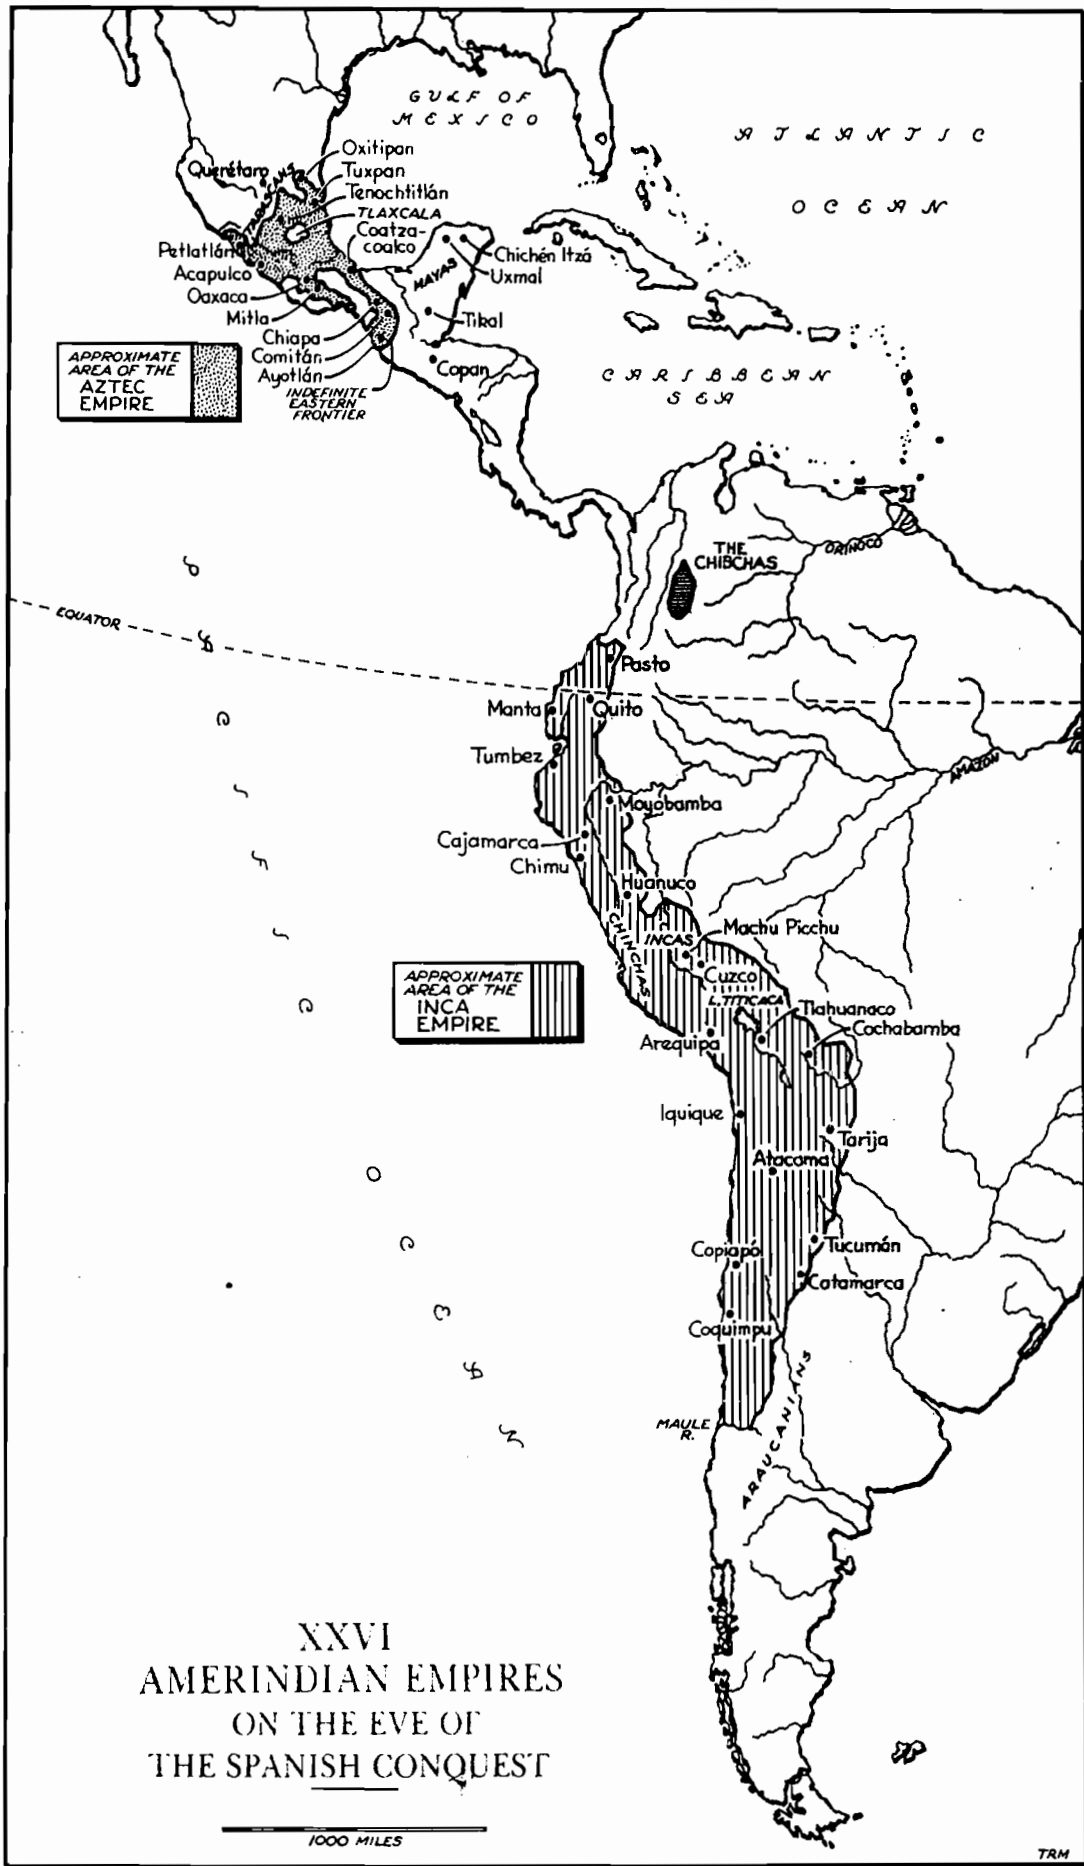 GULF OF
MEXICO
ATLANTIC
OCEAN
Oxitipan
Querétaro
Tuxpan
TARASCANS
Tenochtitlán
TLAXCALA
Coatza-
coalco
Petlatlán
Acapulco
Oaxaca
Mitla
Chiapa
Comitán
Ayotlán
INDEFINITE
EASTERN
FRONTIER
MAYAS
Chichén Itzá
Uxmal
Tikal
Copan
APPROXIMATE
AREA OF THE
AZTEC
EMPIRE
CARIBBEAN
SEA
THE
CHIBCHAS
ORINOCO
EQUATOR
PACIFIC
OCEAN
Pasto
Manta
Quito
Tumbez
AMAZON
Moyobamba
Cajamarca
Chimu
Huanuco
CHINCHAS
INCAS
Machu Picchu
Cuzco
APPROXIMATE
AREA OF THE
INCA
EMPIRE
L. TITICACA
Tlahuanaco
Cochabamba
Arequipa
Iquique
Tarija
Atacama
Copiapó
Tucumán
Catamarca
Coquimpu
MAULE
R.
ARAUCANIANS
XXVI
AMERINDIAN EMPIRES
ON THE EVE OF
THE SPANISH CONQUEST
1000 MILES
TRM